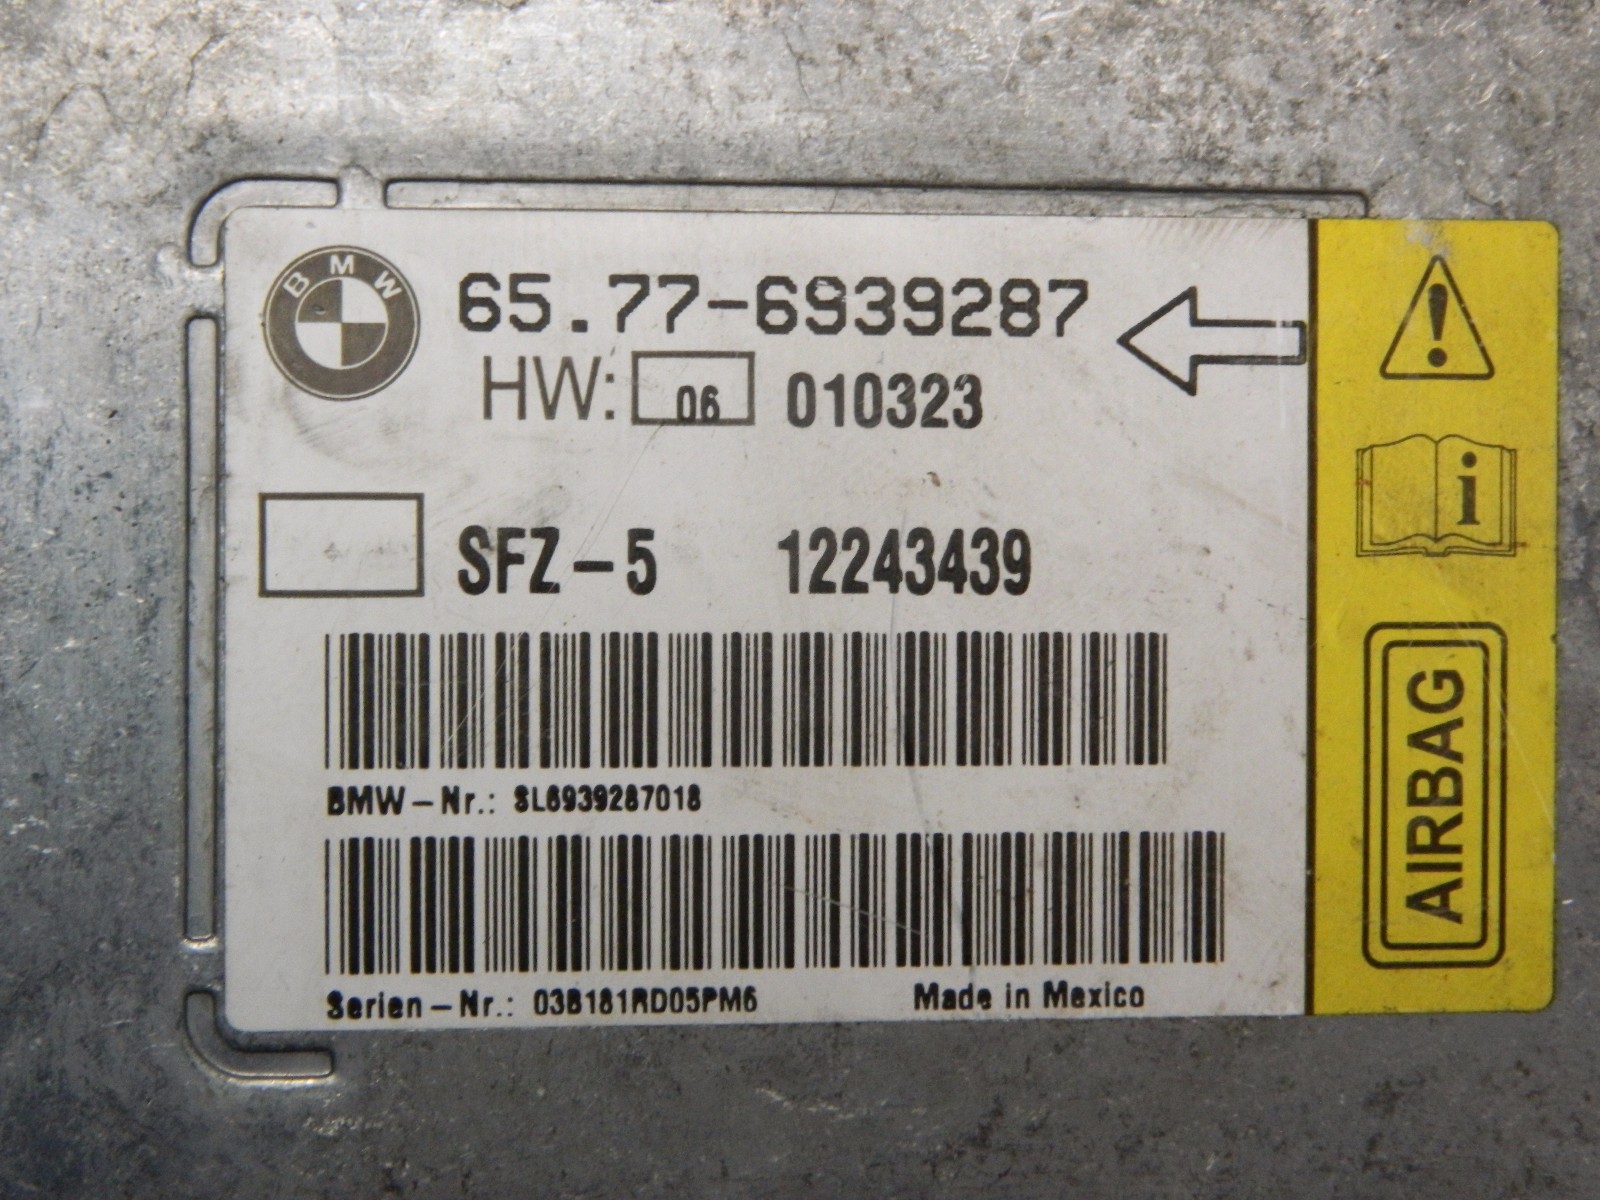 BMW
65.77-6939287
HW: 06 010323
SFZ-5 12243439
BMW-Nr.: SL6939287018
Serien-Nr.: 03B181RD05PM6 Made in Mexico
i
AIRBAG